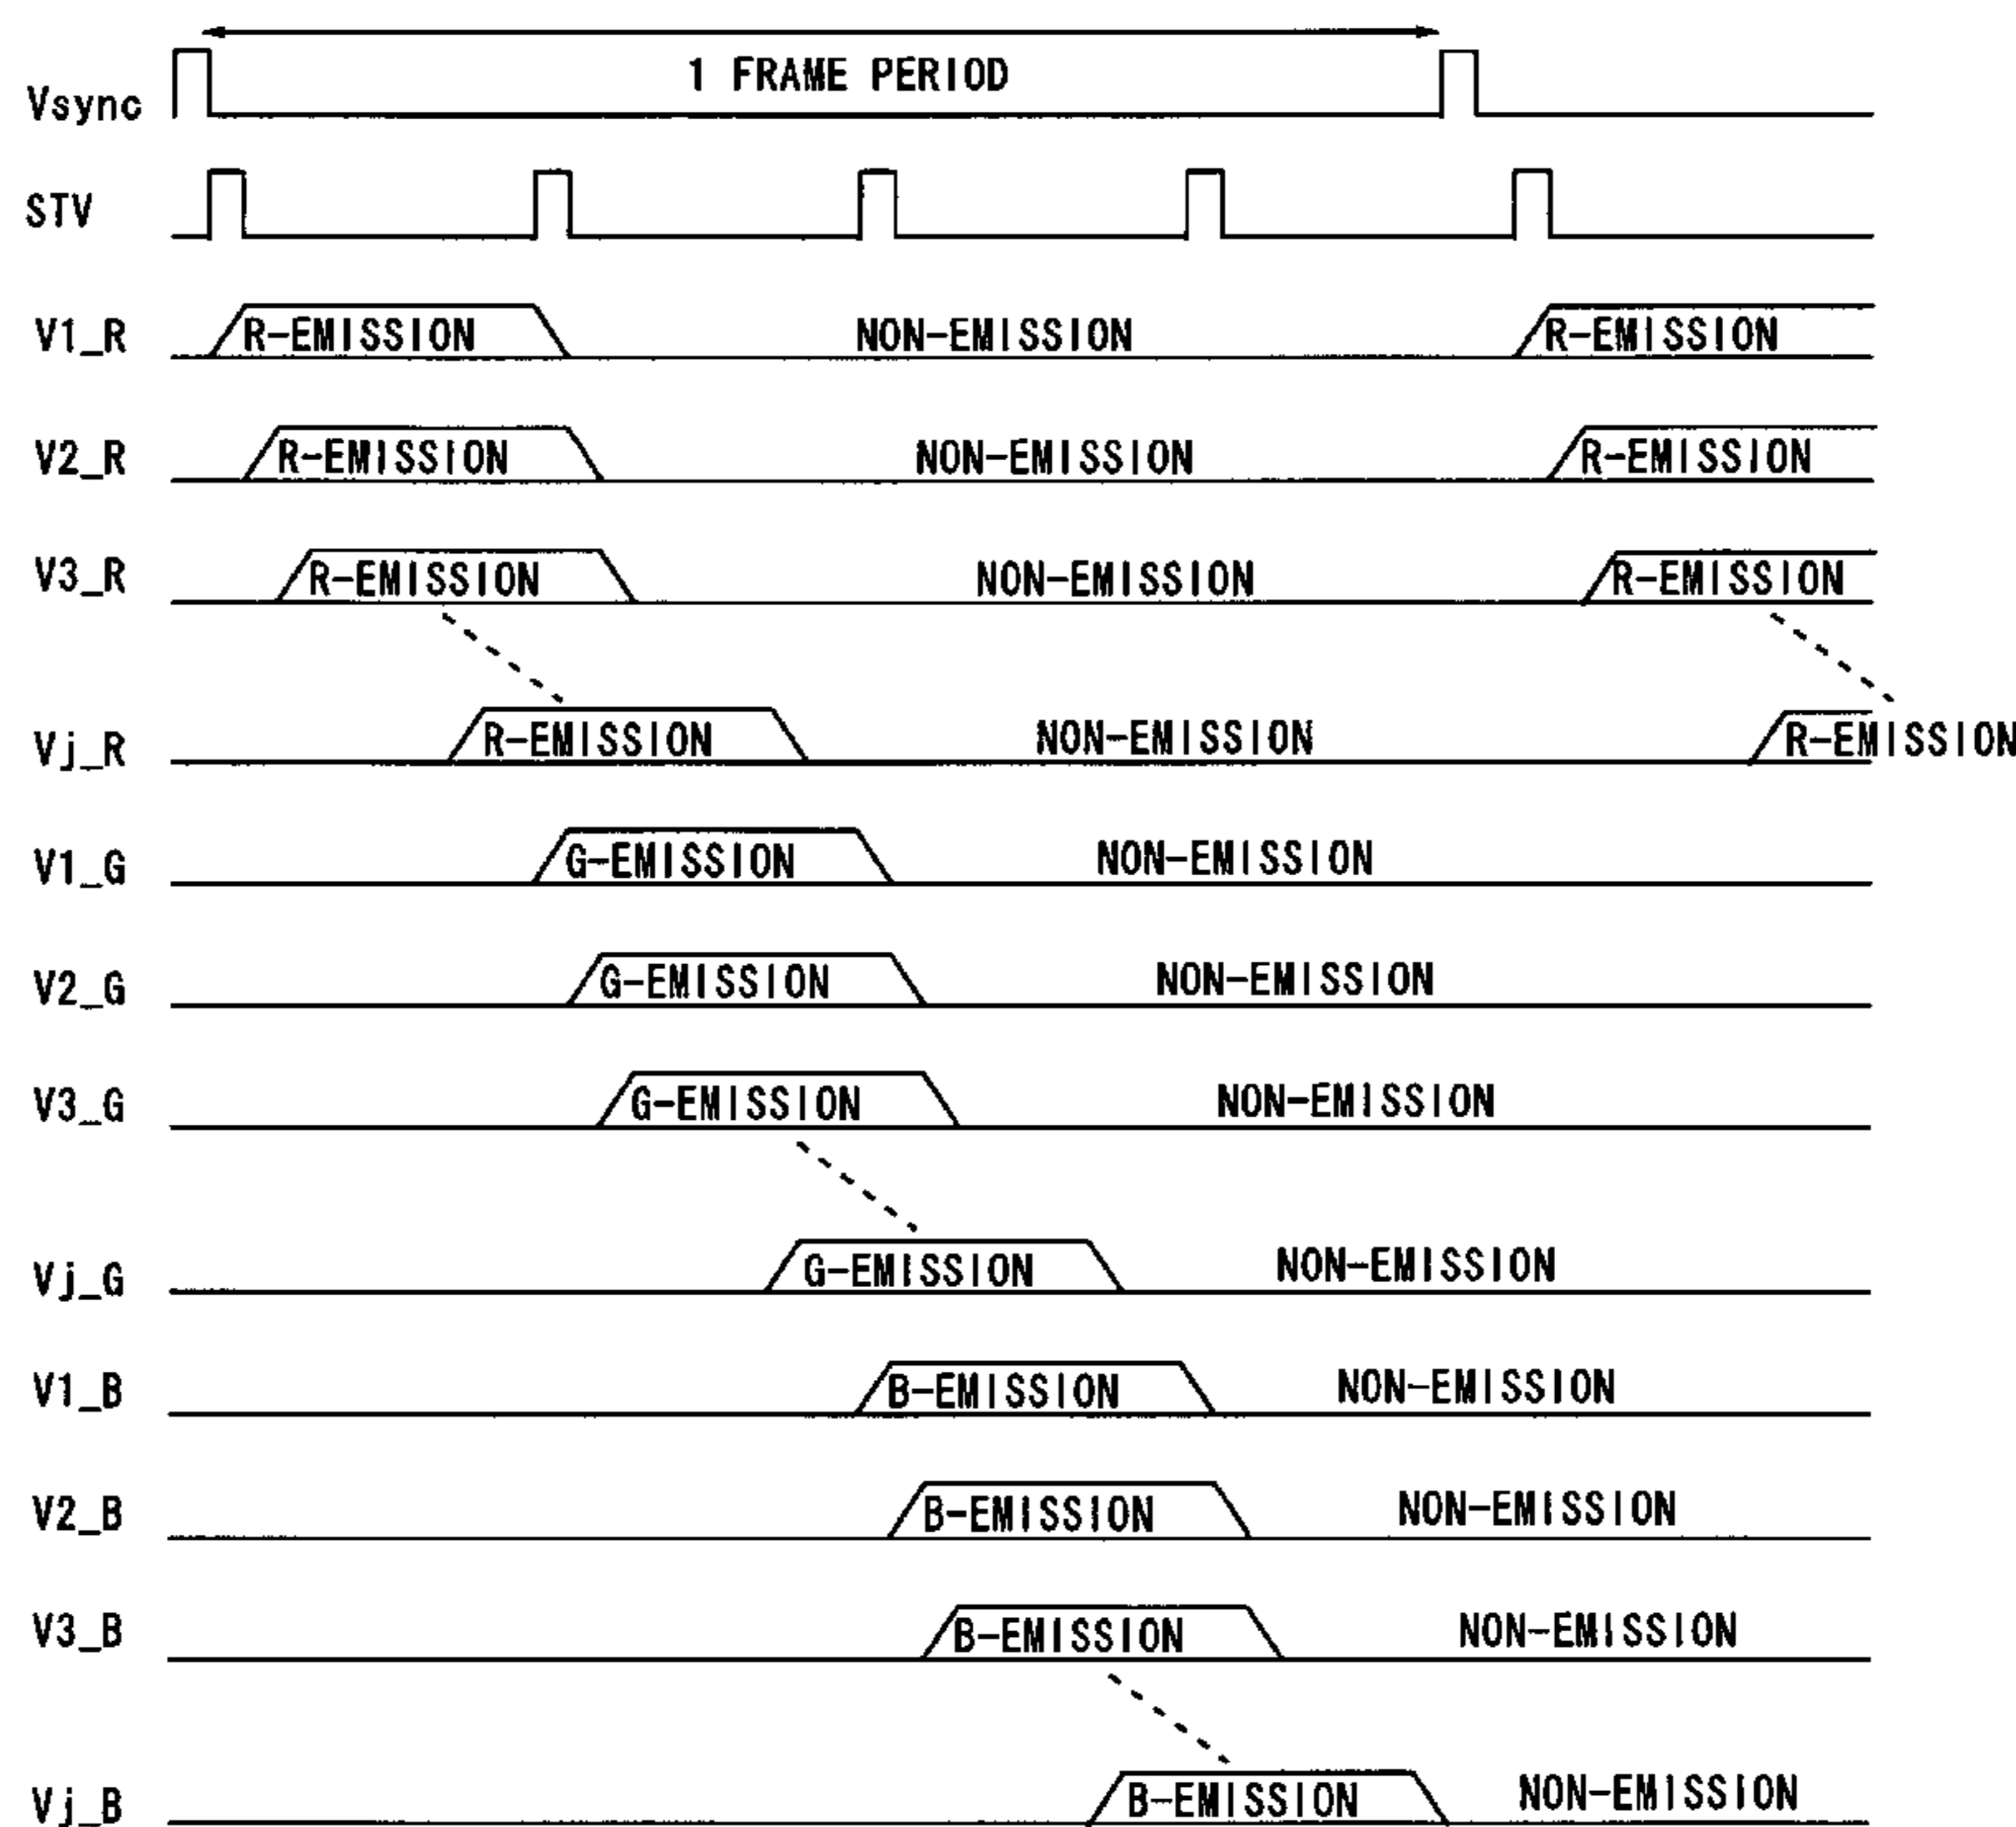 1 FRAME PERIOD
Vsync
STV
V1_R R-EMISSION NON-EMISSION R-EMISSION
V2_R R-EMISSION NON-EMISSION R-EMISSION
V3_R R-EMISSION NON-EMISSION R-EMISSION
Vj_R R-EMISSION NON-EMISSION R-EMISSION
V1_G G-EMISSION NON-EMISSION
V2_G G-EMISSION NON-EMISSION
V3_G G-EMISSION NON-EMISSION
Vj_G G-EMISSION NON-EMISSION
V1_B B-EMISSION NON-EMISSION
V2_B B-EMISSION NON-EMISSION
V3_B B-EMISSION NON-EMISSION
Vj_B B-EMISSION NON-EMISSION